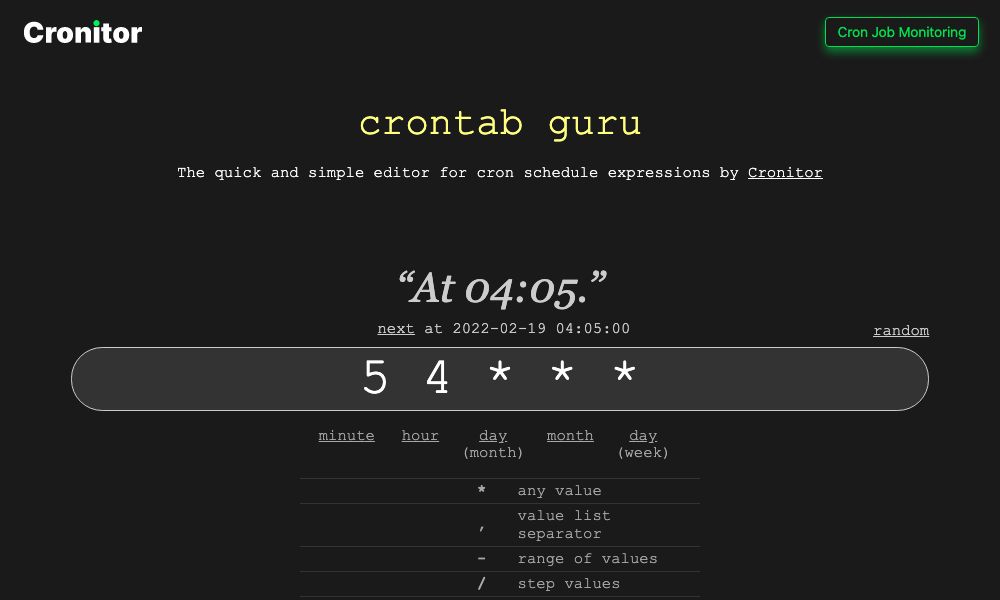 Cronitor
Cron Job Monitoring
crontab guru
The quick and simple editor for cron schedule expressions by Cronitor
“At 04:05.”
next at 2022-02-19 04:05:00
random
5 4 * * *
minute hour day month day
(month) (week)
* any value
, value list
separator
- range of values
/ step values